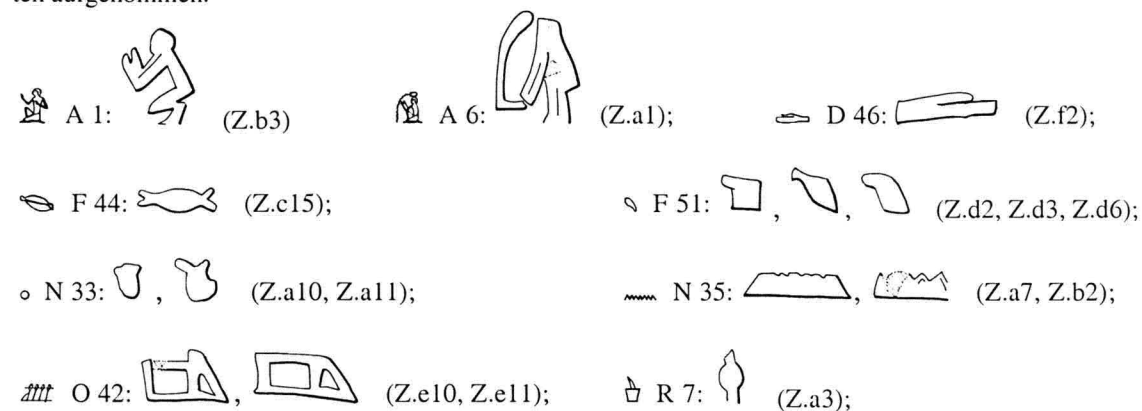 ten aufgenommen.
A 1: (Z.b3) A 6: (Z.a1); D 46: (Z.f2);
F 44: (Z.c15); F 51: , , (Z.d2, Z.d3, Z.d6);
N 33: , (Z.a10, Z.a11); N 35: , (Z.a7, Z.b2);
O 42: , (Z.e10, Z.e11); R 7: (Z.a3);